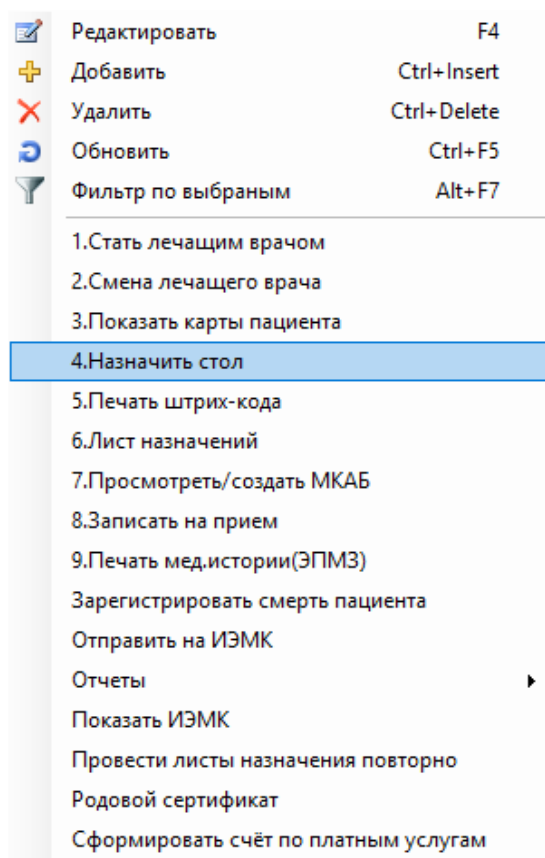 Редактировать F4
Добавить Ctrl+Insert
Удалить Ctrl+Delete
Обновить Ctrl+F5
Фильтр по выбраным Alt+F7
1.Стать лечащим врачом
2.Смена лечащего врача
3.Показать карты пациента
4.Назначить стол
5.Печать штрих-кода
6.Лист назначений
7.Просмотреть/создать МКАБ
8.Записать на прием
9.Печать мед.истории(ЭПМЗ)
Зарегистрировать смерть пациента
Отправить на ИЭМК
Отчеты
Показать ИЭМК
Провести листы назначения повторно
Родовой сертификат
Сформировать счёт по платным услугам